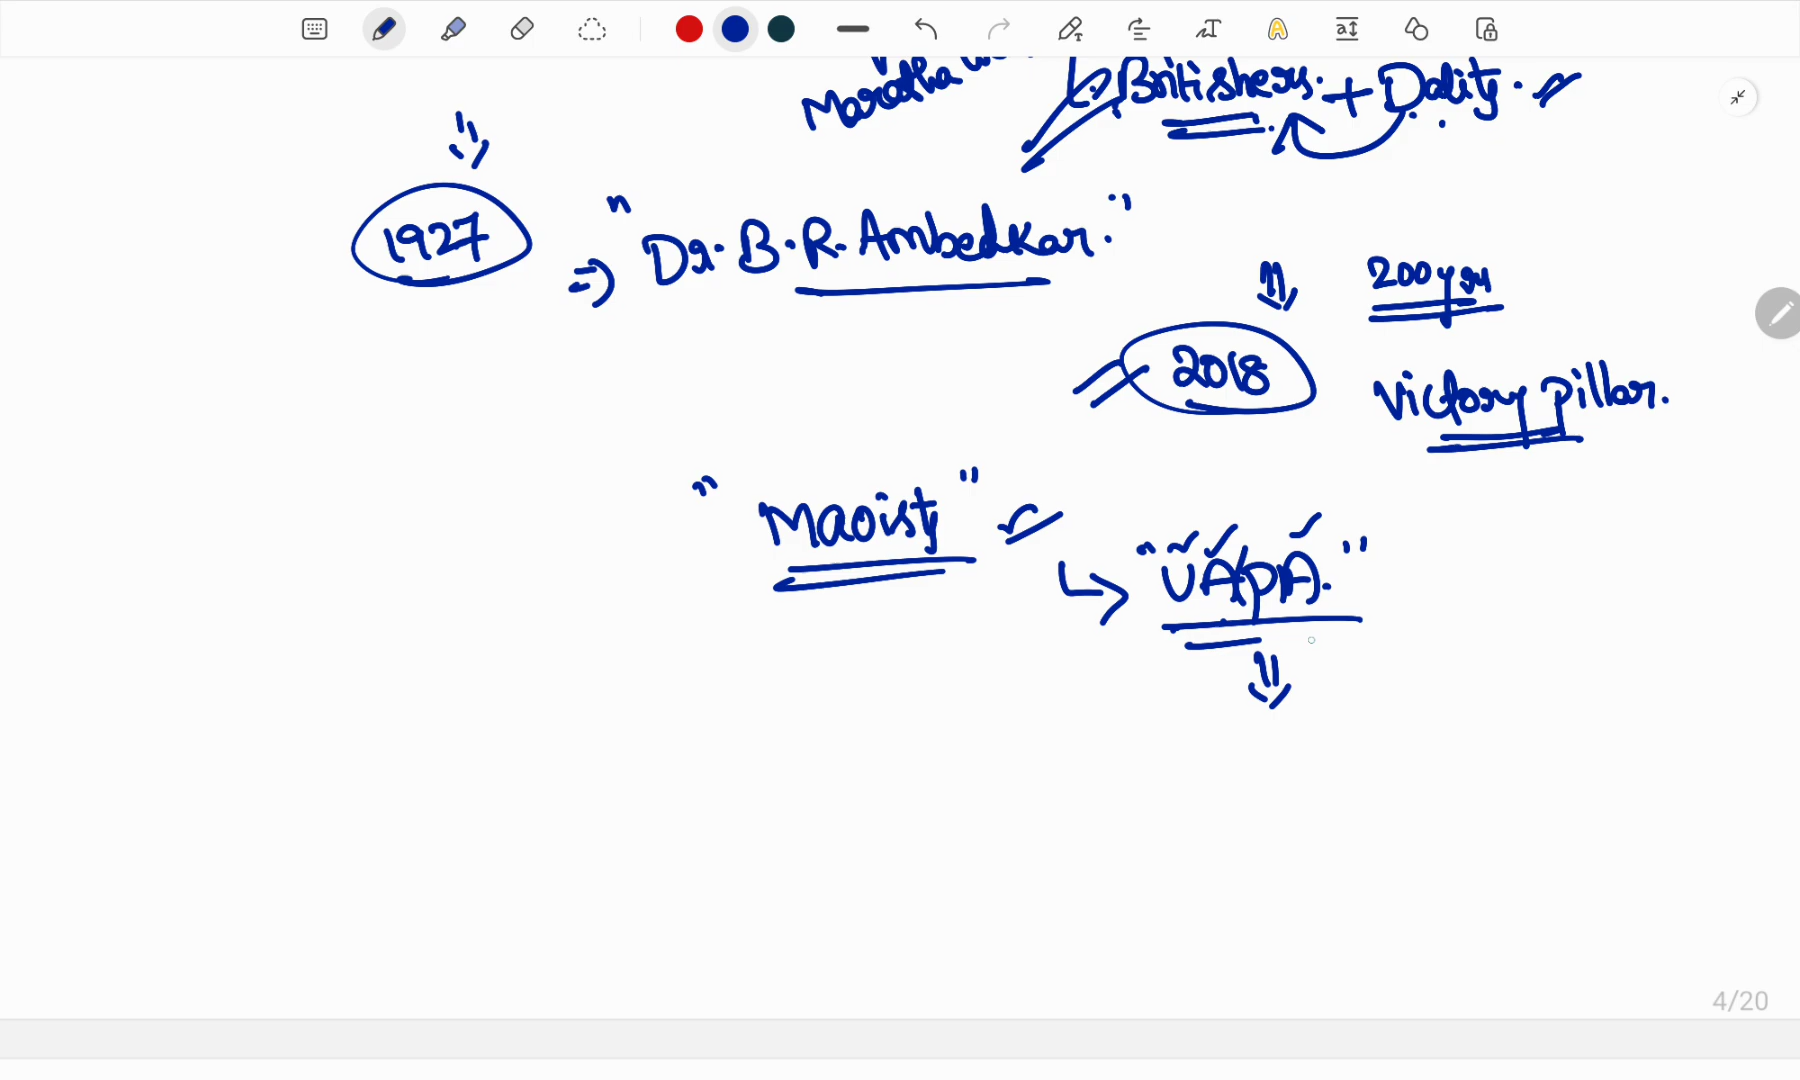 Maratha
Britishers. + Dalits.
1927 ⇒ "Dr. B. R. Ambedkar."
200 yrs
2018
Victory pillar.
"Maoists"
"UAPA."
4/20